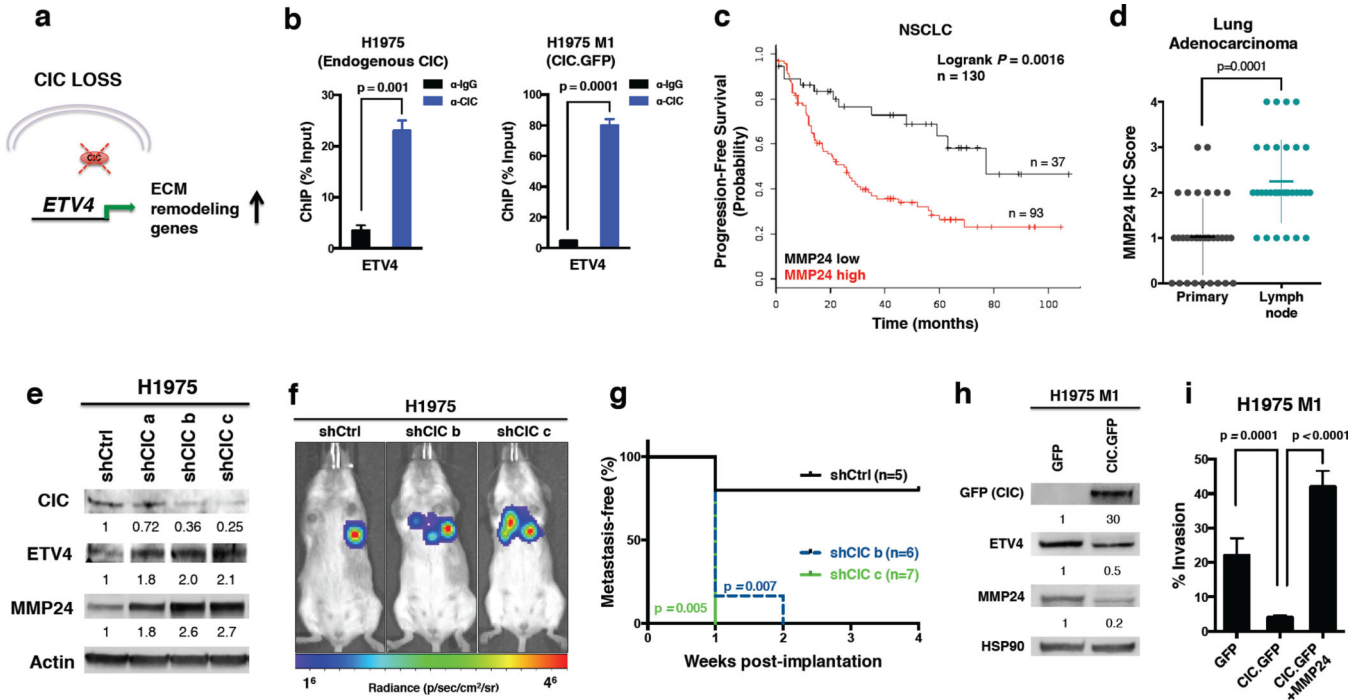 a
CIC LOSS
CIC
ETV4
ECM
remodeling
genes
b
H1975
(Endogenous CIC)
α-IgG
α-CIC
p = 0.001
ChIP (% Input)
30
20
10
0
ETV4
H1975 M1
(CIC.GFP)
α-IgG
α-CIC
p = 0.0001
ChIP (% Input)
100
80
60
40
20
0
ETV4
c
NSCLC
Logrank P = 0.0016
n = 130
Progression-Free Survival
(Probability)
1.0
0.8
0.6
0.4
0.2
0.0
n = 37
n = 93
MMP24 low
MMP24 high
0
20
40
60
80
100
Time (months)
d
Lung
Adenocarcinoma
p=0.0001
MMP24 IHC Score
4
3
2
1
0
Primary
Lymph
node
e
H1975
shCtrl
shCIC a
shCIC b
shCIC c
CIC
1 0.72 0.36 0.25
ETV4
1 1.8 2.0 2.1
MMP24
1 1.8 2.6 2.7
Actin
f
H1975
shCtrl
shCIC b
shCIC c
1⁶
Radiance (p/sec/cm²/sr)
4⁶
g
Metastasis-free (%)
100
50
0
shCtrl (n=5)
shCIC b (n=6)
shCIC c (n=7)
p =0.007
p =0.005
0
1
2
3
4
Weeks post-implantation
h
H1975 M1
GFP
CIC.GFP
GFP (CIC)
1 30
ETV4
1 0.5
MMP24
1 0.2
HSP90
i
H1975 M1
p = 0.0001
p < 0.0001
% Invasion
50
40
30
20
10
0
GFP
CIC.GFP
CIC.GFP
+MMP24